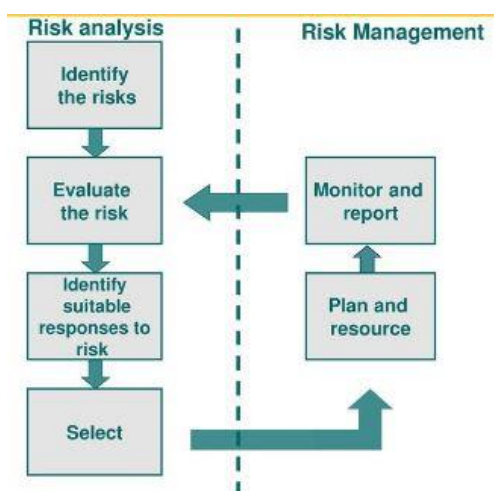 Risk analysis
Identify
the risks
Evaluate
the risk
Identify
suitable
responses to
risk
Select
Risk Management
Monitor and
report
Plan and
resource